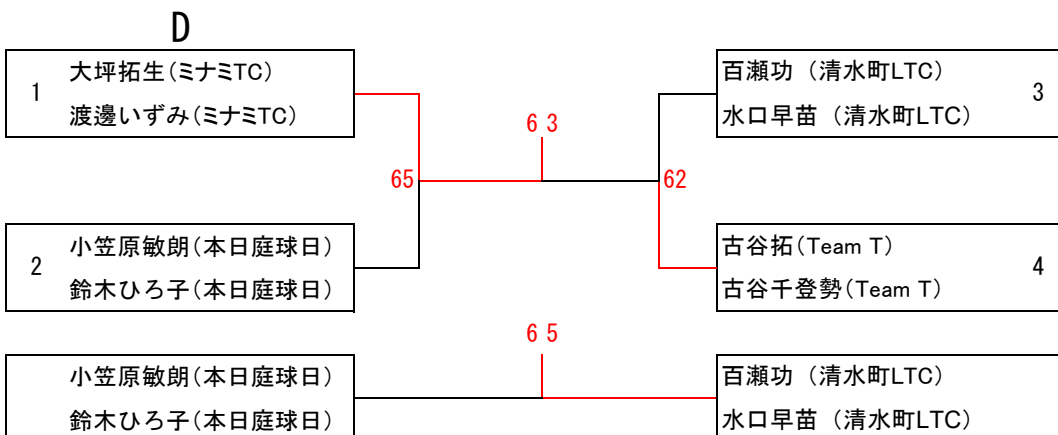 D
1
大坪拓生(ミナミTC)
渡邊いずみ(ミナミTC)
65
2
小笠原敏朗(本日庭球日)
鈴木ひろ子(本日庭球日)
6 3
百瀬功 (清水町LTC)
水口早苗 (清水町LTC)
3
62
古谷拓(Team T)
古谷千登勢(Team T)
4
小笠原敏朗(本日庭球日)
鈴木ひろ子(本日庭球日)
6 5
百瀬功 (清水町LTC)
水口早苗 (清水町LTC)